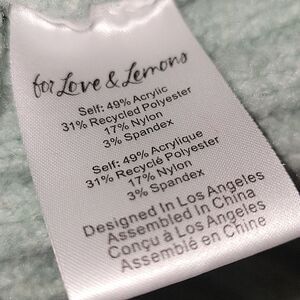 for Love & Lemons
Self: 49% Acrylic
31% Recycled Polyester
17% Nylon
3% Spandex
Self: 49% Acrylique
31% Recyclé Polyester
17% Nylon
3% Spandex
Designed In Los Angeles
Assembled In China
Conçu à Los Angeles
Assemblé en Chine